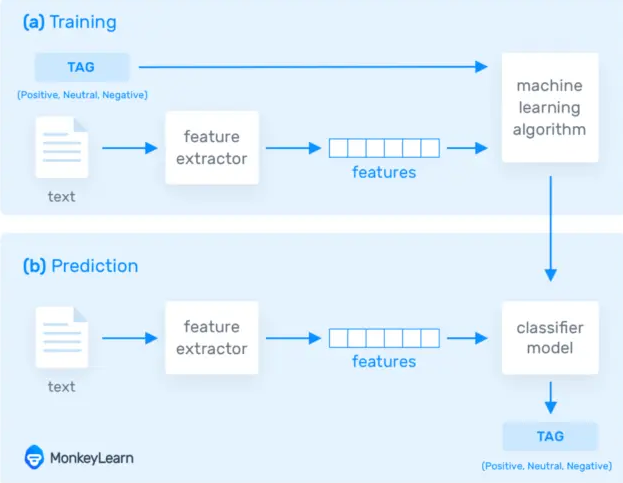 (a) Training
TAG
(Positive, Neutral, Negative)
machine
learning
algorithm
feature
extractor
features
text
(b) Prediction
feature
extractor
features
classifier
model
text
TAG
(Positive, Neutral, Negative)
MonkeyLearn